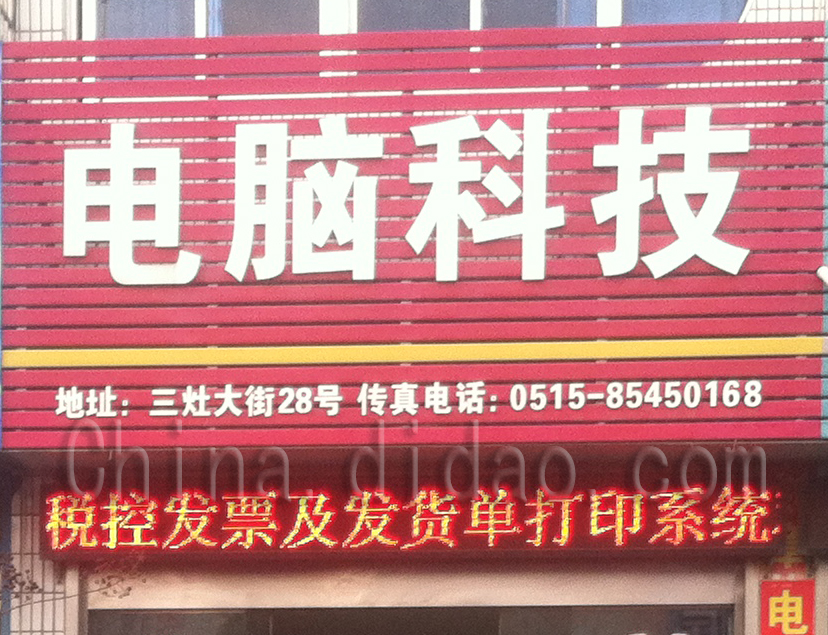 电脑科技
地址：三灶大街28号 传真电话：0515-85450168
China.didao.com
税控发票及发货单打印系统
电